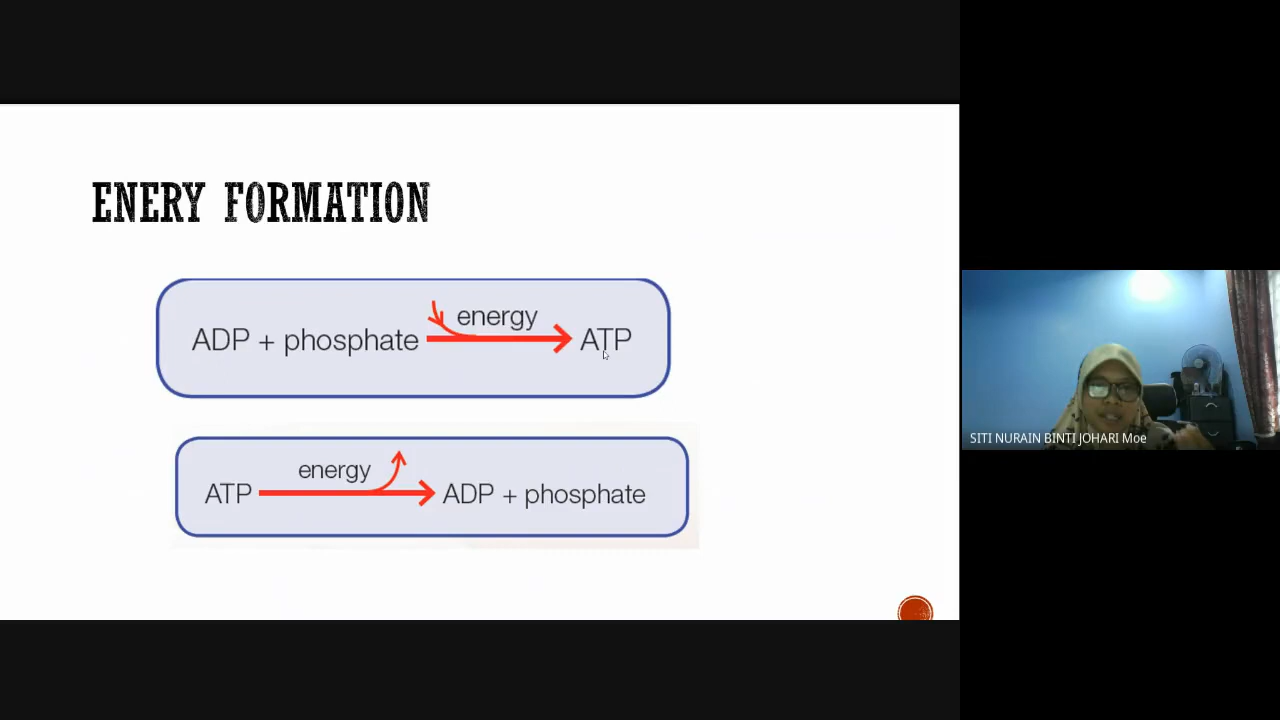 ENERY FORMATION
ADP + phosphate energy ATP
ATP energy ADP + phosphate
SITI NURAIN BINTI JOHARI Moe